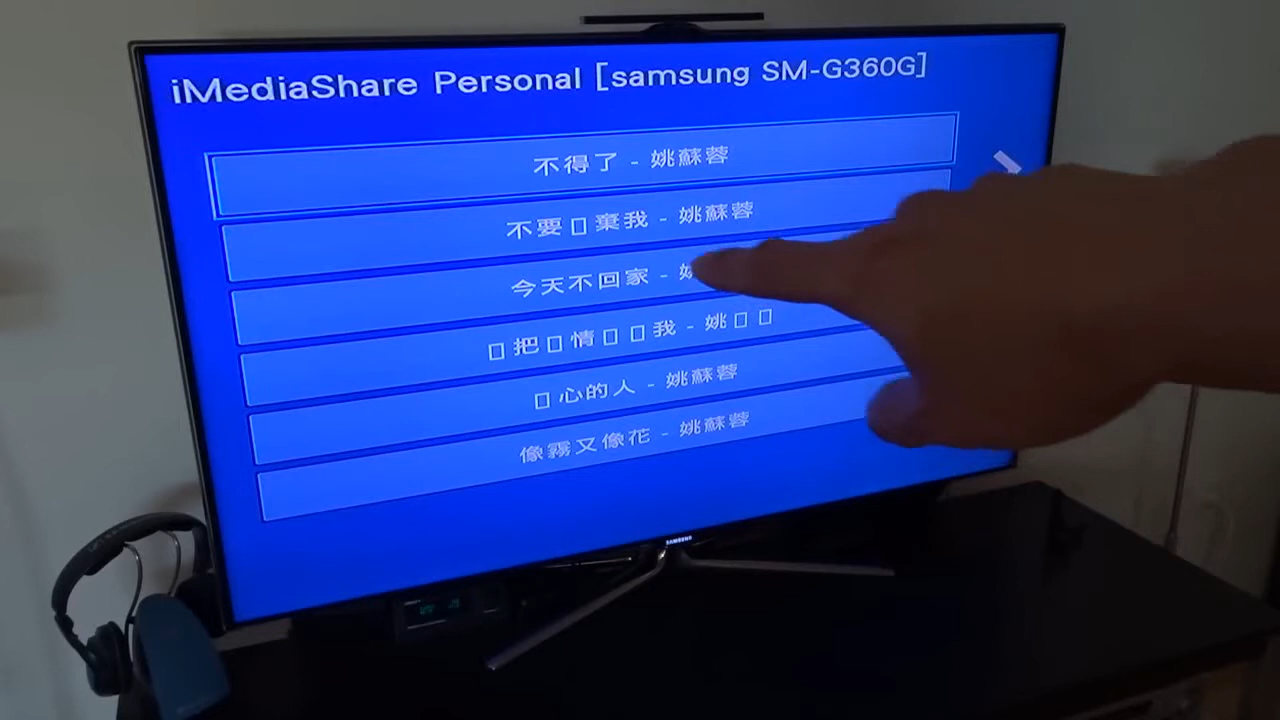 iMediaShare Personal [samsung SM-G360G]
不得了 - 姚蘇蓉
不要▯棄我 - 姚蘇蓉
今天不回家 - 姚
▯把▯情▯▯我 - 姚▯▯
▯心的人 - 姚蘇蓉
像霧又像花 - 姚蘇蓉
SAMSUNG